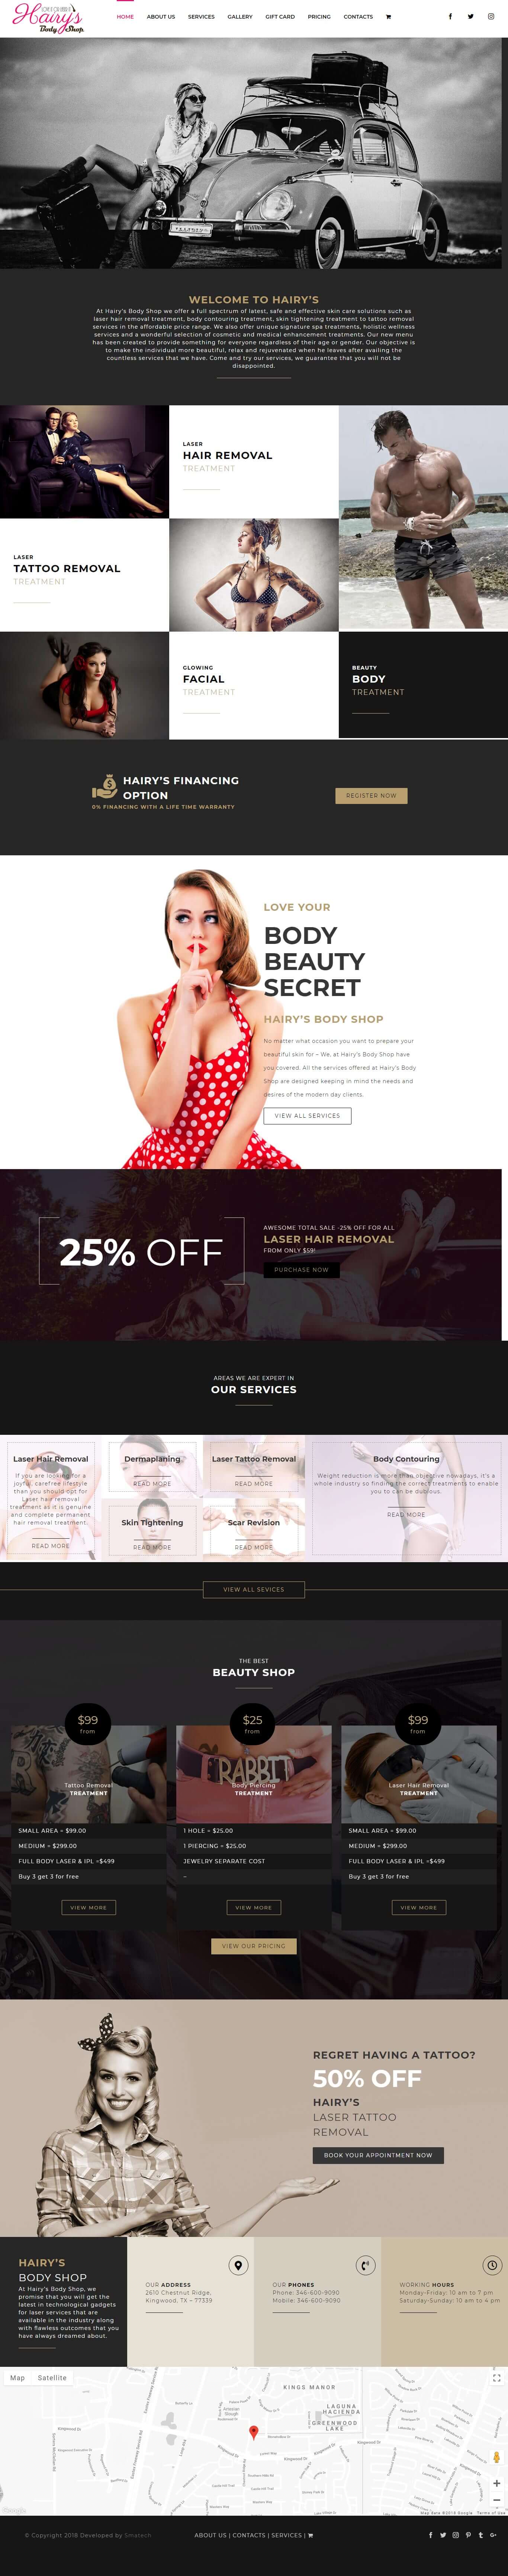 Hairy's
Body Shop.
HOME ABOUT US SERVICES GALLERY GIFT CARD PRICING CONTACTS
WELCOME TO HAIRY'S
At Hairy's Body Shop we offer a full spectrum of latest, safe and effective skin care solutions such as
laser hair removal treatment, body contouring treatment, skin tightening treatment to tattoo removal
services in the affordable price range. We also offer unique signature spa treatments, holistic wellness
services and a wonderful selection of cosmetic and medical enhancement treatments. Our new menu
has been created to provide something for everyone regardless of their age or gender. Our objective is
to make the individual more beautiful, relax and rejuvenated when he leaves after availing the
countless services that we have. Come and try our services, we guarantee that you will not be
disappointed.
LASER
HAIR REMOVAL
TREATMENT
LASER
TATTOO REMOVAL
TREATMENT
GLOWING
FACIAL
TREATMENT
BEAUTY
BODY
TREATMENT
HAIRY'S FINANCING
OPTION
0% FINANCING WITH A LIFE TIME WARRANTY
REGISTER NOW
LOVE YOUR
BODY
BEAUTY
SECRET
HAIRY'S BODY SHOP
No matter what occasion you want to prepare your
beautiful skin for – We, at Hairy's Body Shop have
you covered. All the services offered at Hairy's Body
Shop are designed keeping in mind the needs and
desires of the modern day clients.
VIEW ALL SERVICES
25% OFF
AWESOME TOTAL SALE -25% OFF FOR ALL
LASER HAIR REMOVAL
FROM ONLY $59!
PURCHASE NOW
AREAS WE ARE EXPERT IN
OUR SERVICES
Laser Hair Removal
If you are looking for a
joyful, carefree lifestyle
than you should opt for
Laser hair removal
treatment as it is genuine
and complete permanent
hair removal treatment.
READ MORE
Dermaplaning
READ MORE
Laser Tattoo Removal
READ MORE
Body Contouring
Weight reduction is more than objective nowadays, it's a
whole industry to finding the correct treatments to enable
you to can be dubious.
READ MORE
Skin Tightening
READ MORE
Scar Revision
READ MORE
VIEW ALL SEVICES
THE BEST
BEAUTY SHOP
$99
from
Tattoo Removal
TREATMENT
SMALL AREA = $99.00
MEDIUM = $299.00
FULL BODY LASER & IPL =$499
Buy 3 get 3 for free
VIEW MORE
$25
from
RABBIT
Body Piercing
TREATMENT
1 HOLE = $25.00
1 PIERCING = $25.00
JEWELRY SEPARATE COST
–
VIEW MORE
$99
from
Laser Hair Removal
TREATMENT
SMALL AREA = $99.00
MEDIUM = $299.00
FULL BODY LASER & IPL =$499
Buy 3 get 3 for free
VIEW MORE
VIEW OUR PRICING
REGRET HAVING A TATTOO?
50% OFF
HAIRY'S
LASER TATTOO
REMOVAL
BOOK YOUR APPOINTMENT NOW
HAIRY'S
BODY SHOP
At Hairy's Body Shop, we
promise that you will get the
latest in technological gadgets
for laser services that are
available in the industry along
with flawless outcomes that you
have always dreamed about.
OUR ADDRESS
2610 Chestnut Ridge,
Kingwood, TX – 77339
OUR PHONES
Phone: 346-600-9090
Mobile: 346-600-9090
WORKING HOURS
Monday-Friday: 10 am to 7 pm
Saturday-Sunday: 10 am to 4 pm
Map Satellite
KINGS MANOR
LAGUNA
HACIENDA
GREENWOOD
LAKE
Google
Map data ©2018 Google Terms of Use
© Copyright 2018 Developed by Smatech
ABOUT US | CONTACTS | SERVICES |